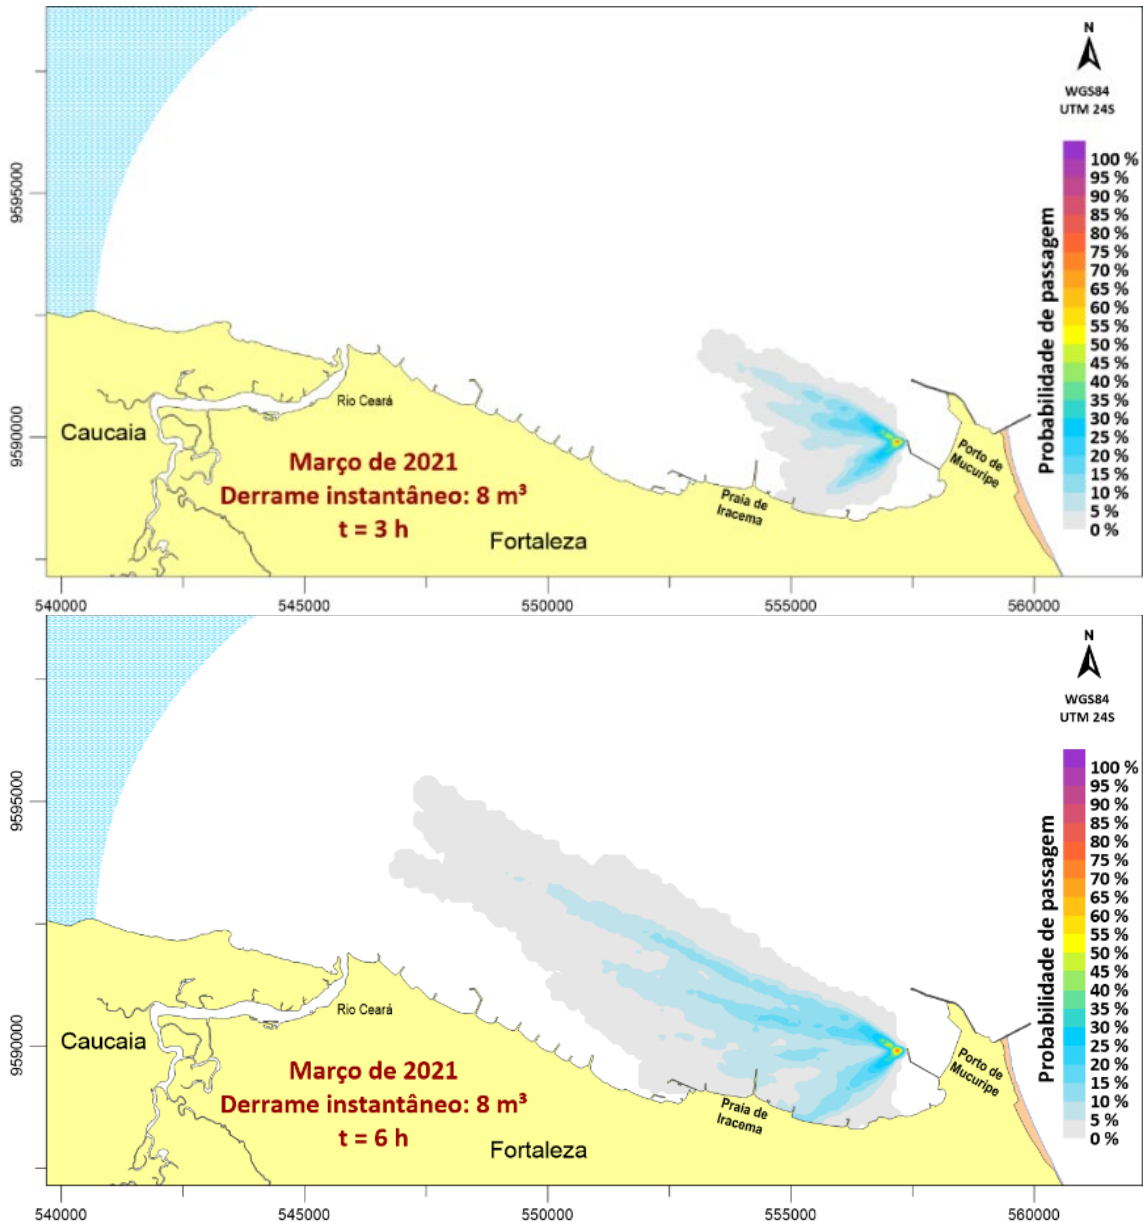 N
WGS84
UTM 24S
9595000
9590000
Probabilidade de passagem
100 %
95 %
90 %
85 %
80 %
75 %
70 %
65 %
60 %
55 %
50 %
45 %
40 %
35 %
30 %
25 %
20 %
15 %
10 %
5 %
0 %
Rio Ceará
Caucaia
Porto de
Mucuripe
Março de 2021
Derrame instantâneo: 8 m³
t = 3 h
Praia de
Iracema
Fortaleza
540000
545000
550000
555000
560000
N
WGS84
UTM 24S
9595000
9590000
Probabilidade de passagem
100 %
95 %
90 %
85 %
80 %
75 %
70 %
65 %
60 %
55 %
50 %
45 %
40 %
35 %
30 %
25 %
20 %
15 %
10 %
5 %
0 %
Rio Ceará
Caucaia
Porto de
Mucuripe
Março de 2021
Derrame instantâneo: 8 m³
t = 6 h
Praia de
Iracema
Fortaleza
540000
545000
550000
555000
560000